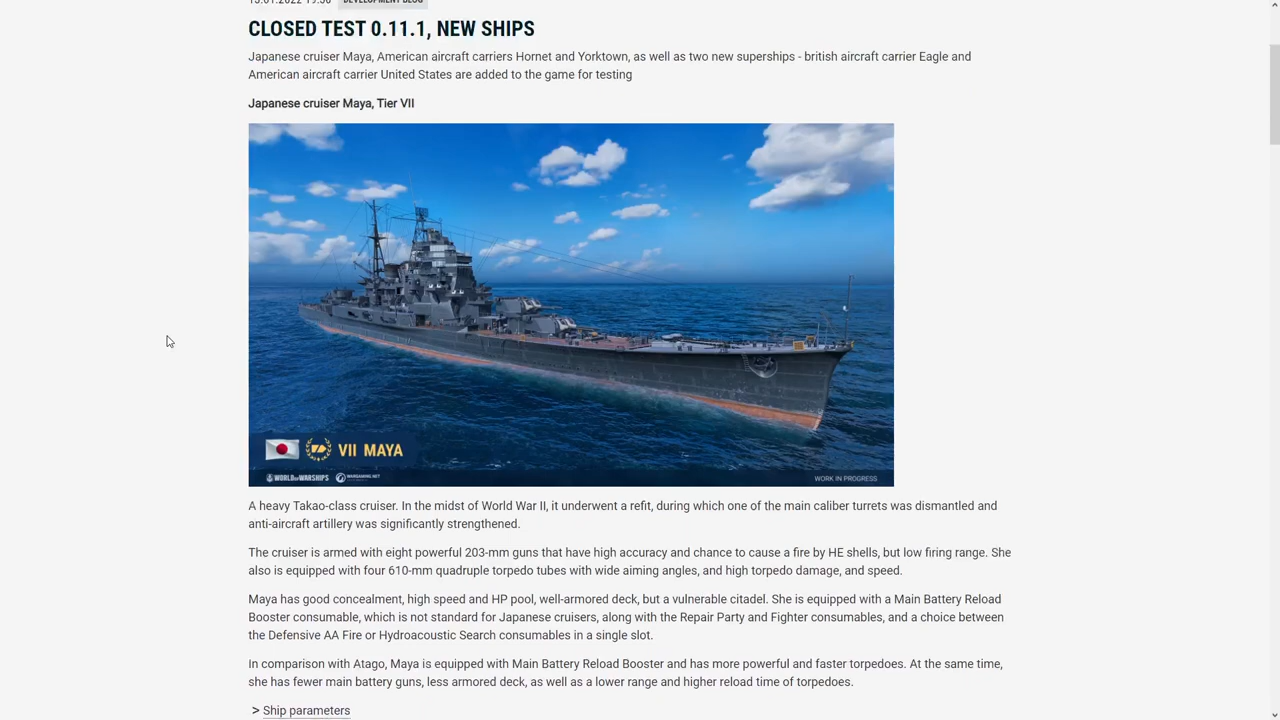 DEVELOPMENT BLOG
CLOSED TEST 0.11.1, NEW SHIPS
Japanese cruiser Maya, American aircraft carriers Hornet and Yorktown, as well as two new superships - british aircraft carrier Eagle and
American aircraft carrier United States are added to the game for testing
Japanese cruiser Maya, Tier VII
VII MAYA
WORLD OF WARSHIPS WARGAMING.NET WORK IN PROGRESS
A heavy Takao-class cruiser. In the midst of World War II, it underwent a refit, during which one of the main caliber turrets was dismantled and
anti-aircraft artillery was significantly strengthened.
The cruiser is armed with eight powerful 203-mm guns that have high accuracy and chance to cause a fire by HE shells, but low firing range. She
also is equipped with four 610-mm quadruple torpedo tubes with wide aiming angles, and high torpedo damage, and speed.
Maya has good concealment, high speed and HP pool, well-armored deck, but a vulnerable citadel. She is equipped with a Main Battery Reload
Booster consumable, which is not standard for Japanese cruisers, along with the Repair Party and Fighter consumables, and a choice between
the Defensive AA Fire or Hydroacoustic Search consumables in a single slot.
In comparison with Atago, Maya is equipped with Main Battery Reload Booster and has more powerful and faster torpedoes. At the same time,
she has fewer main battery guns, less armored deck, as well as a lower range and higher reload time of torpedoes.
> Ship parameters